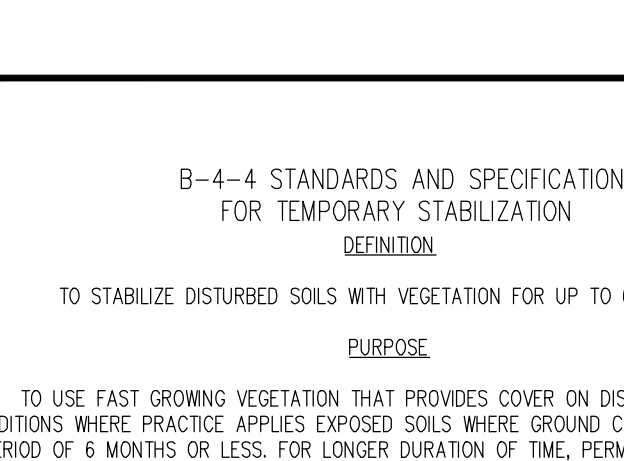 B-4-4 STANDARDS AND SPECIFICATION
FOR TEMPORARY STABILIZATION
DEFINITION
TO STABILIZE DISTURBED SOILS WITH VEGETATION FOR UP TO
PURPOSE
TO USE FAST GROWING VEGETATION THAT PROVIDES COVER ON DIS
DITIONS WHERE PRACTICE APPLIES EXPOSED SOILS WHERE GROUND C
ERIOD OF 6 MONTHS OR LESS. FOR LONGER DURATION OF TIME, PERM